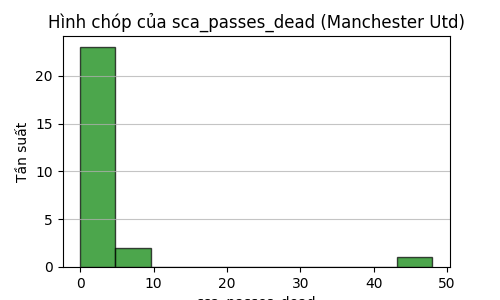 Hình chóp của sca_passes_dead (Manchester Utd)
Tần suất
20
15
10
5
0
0 10 20 30 40 50
sca_passes_dead